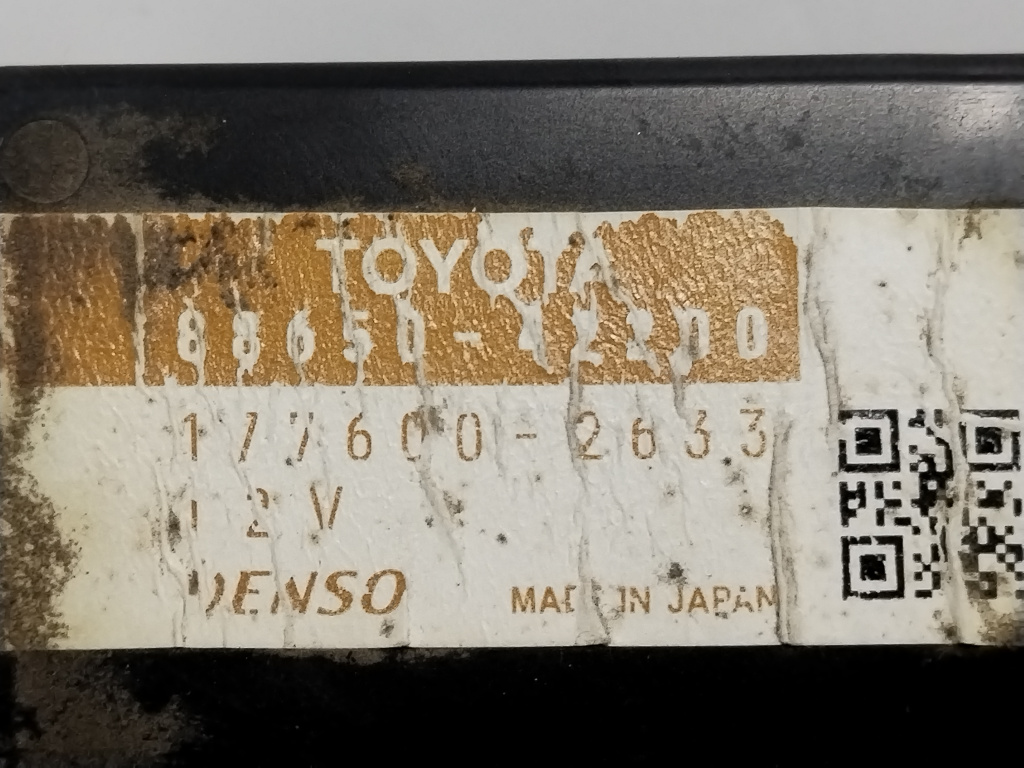 TOYOTA
88650-42200
177600-2633
12V
DENSO
MADE IN JAPAN